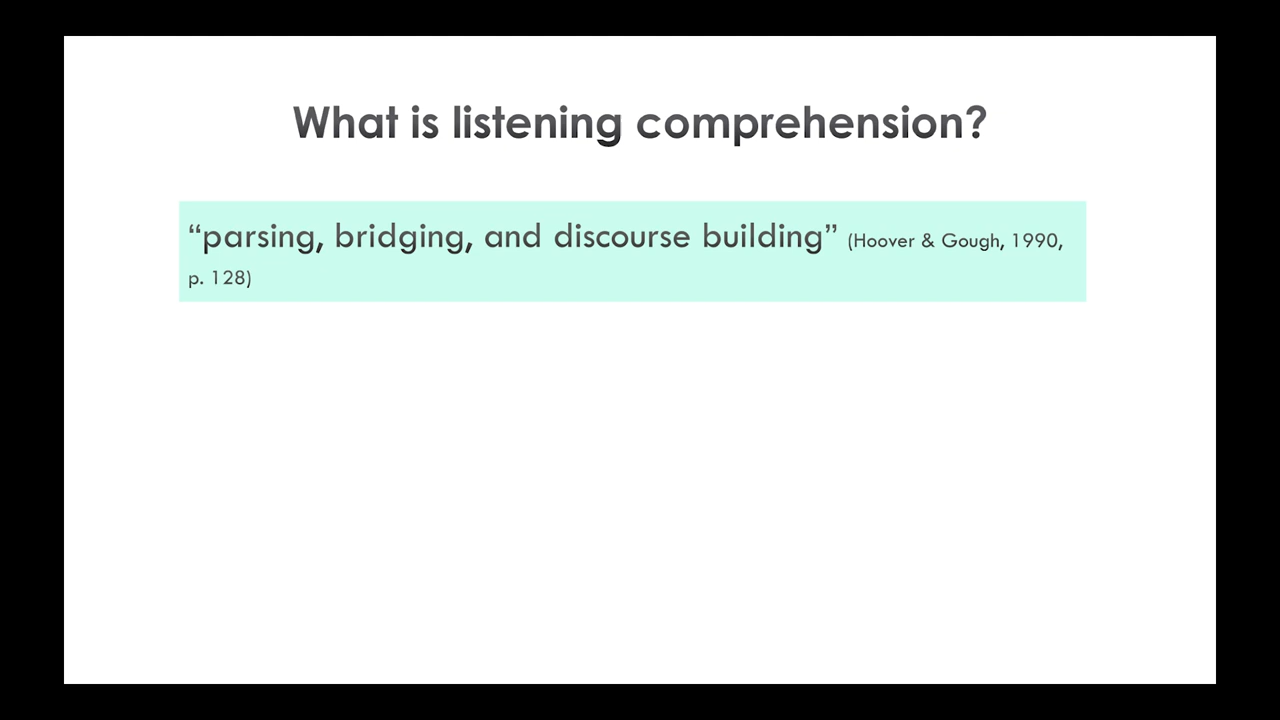 What is listening comprehension?
“parsing, bridging, and discourse building” (Hoover & Gough, 1990,
p. 128)